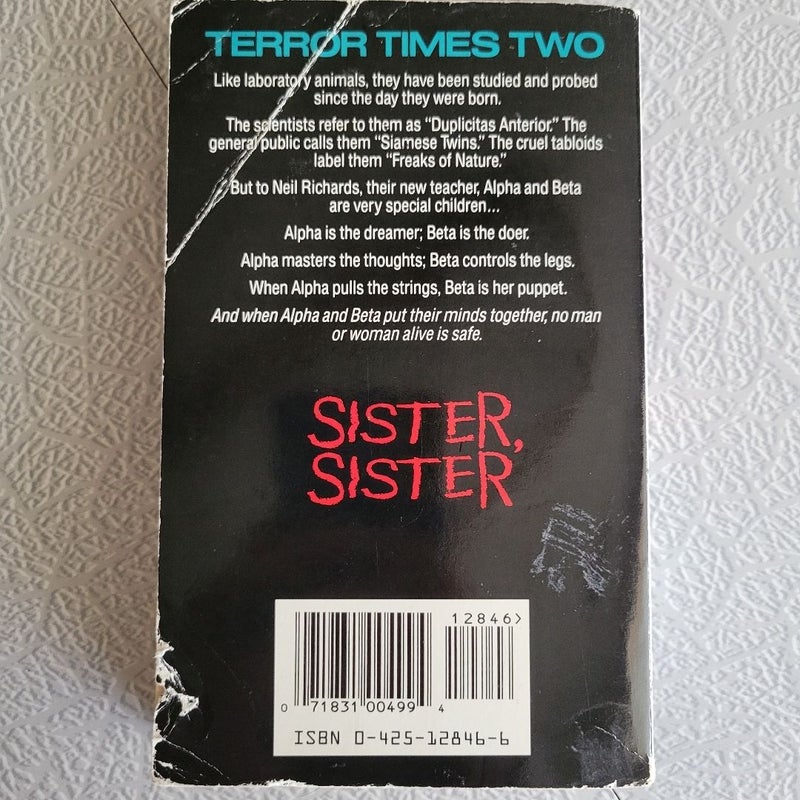 TERROR TIMES TWO
Like laboratory animals, they have been studied and probed
since the day they were born.
The scientists refer to them as “Duplicitas Anterior.” The
general public calls them “Siamese Twins.” The cruel tabloids
label them “Freaks of Nature.”
But to Neil Richards, their new teacher, Alpha and Beta
are very special children...
Alpha is the dreamer; Beta is the doer.
Alpha masters the thoughts; Beta controls the legs.
When Alpha pulls the strings, Beta is her puppet.
And when Alpha and Beta put their minds together, no man
or woman alive is safe.
SISTER,
SISTER
12846>
0 71831 00499 4
ISBN 0-425-12846-6